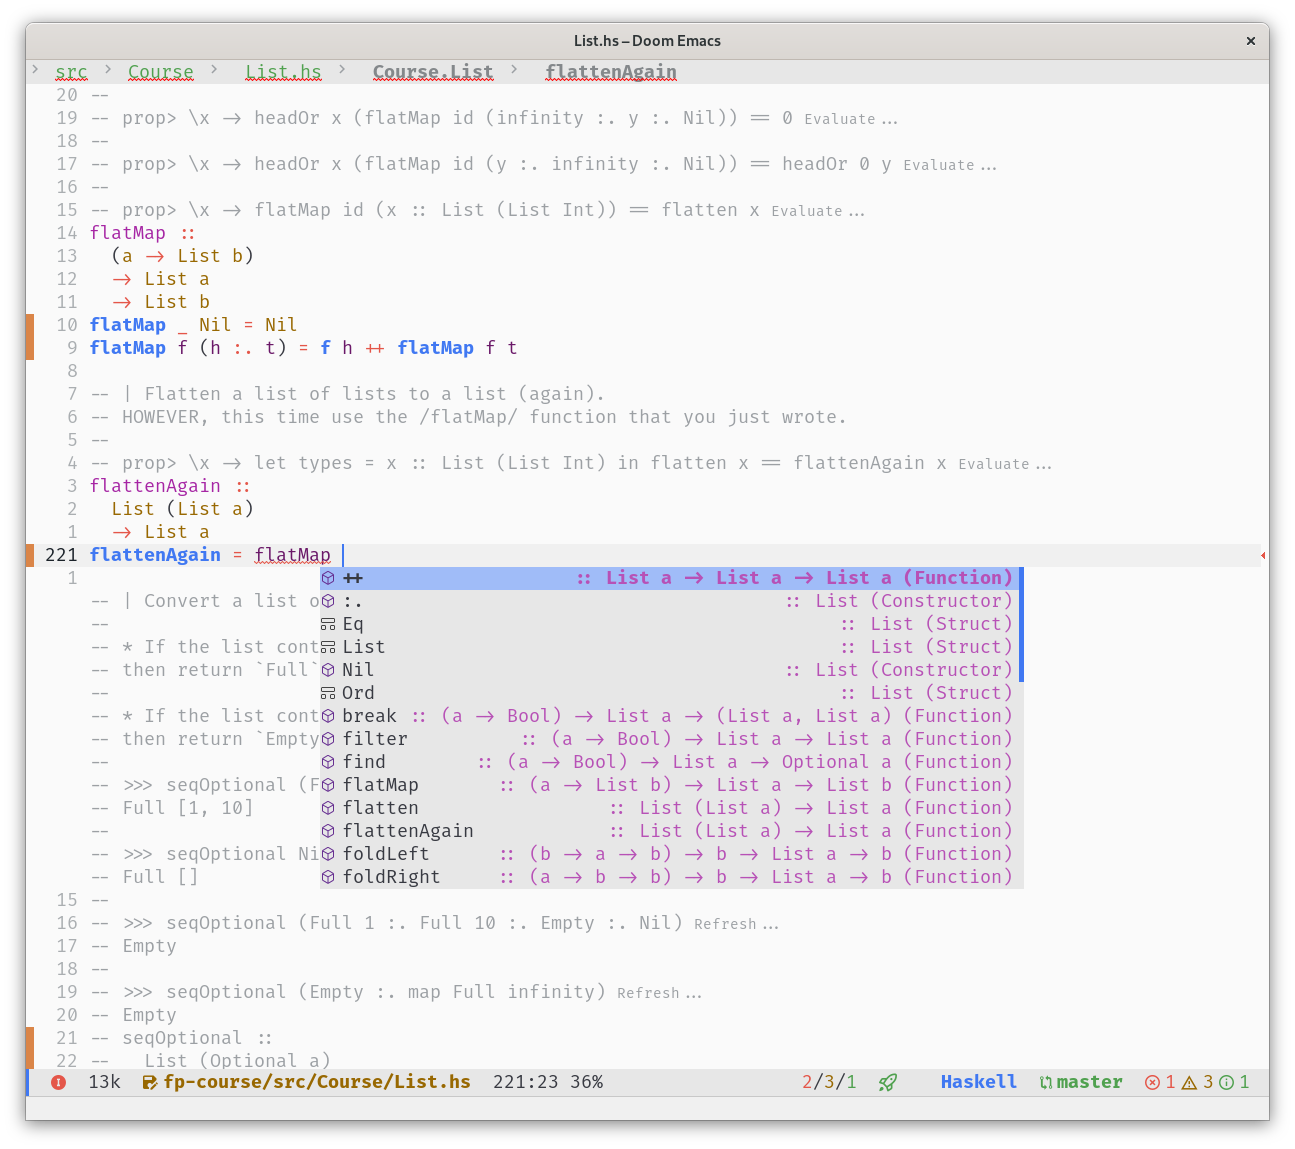 List.hs – Doom Emacs ×
> src > Course > List.hs > Course.List > flattenAgain
20 --
19 -- prop> \x -> headOr x (flatMap id (infinity :. y :. Nil)) == 0 Evaluate...
18 --
17 -- prop> \x -> headOr x (flatMap id (y :. infinity :. Nil)) == headOr 0 y Evaluate...
16 --
15 -- prop> \x -> flatMap id (x :: List (List Int)) == flatten x Evaluate...
14 flatMap ::
13   (a -> List b)
12   -> List a
11   -> List b
10 flatMap _ Nil = Nil
9 flatMap f (h :. t) = f h ++ flatMap f t
8
7 -- | Flatten a list of lists to a list (again).
6 -- HOWEVER, this time use the /flatMap/ function that you just wrote.
5 --
4 -- prop> \x -> let types = x :: List (List Int) in flatten x == flattenAgain x Evaluate...
3 flattenAgain ::
2   List (List a)
1   -> List a
221 flattenAgain = flatMap
1 ++ :: List a -> List a -> List a (Function)
-- | Convert a list o :. :: List (Constructor)
-- Eq :: List (Struct)
-- * If the list cont List :: List (Struct)
-- then return `Full` Nil :: List (Constructor)
-- Ord :: List (Struct)
-- * If the list cont break :: (a -> Bool) -> List a -> (List a, List a) (Function)
-- then return `Empty filter :: (a -> Bool) -> List a -> List a (Function)
-- find :: (a -> Bool) -> List a -> Optional a (Function)
-- >>> seqOptional (F flatMap :: (a -> List b) -> List a -> List b (Function)
-- Full [1, 10] flatten :: List (List a) -> List a (Function)
-- flattenAgain :: List (List a) -> List a (Function)
-- >>> seqOptional Ni foldLeft :: (b -> a -> b) -> b -> List a -> b (Function)
-- Full [] foldRight :: (a -> b -> b) -> b -> List a -> b (Function)
15 --
16 -- >>> seqOptional (Full 1 :. Full 10 :. Empty :. Nil) Refresh...
17 -- Empty
18 --
19 -- >>> seqOptional (Empty :. map Full infinity) Refresh...
20 -- Empty
21 -- seqOptional ::
22 --   List (Optional a)
13k fp-course/src/Course/List.hs 221:23 36% 2/3/1 Haskell master 1 3 1